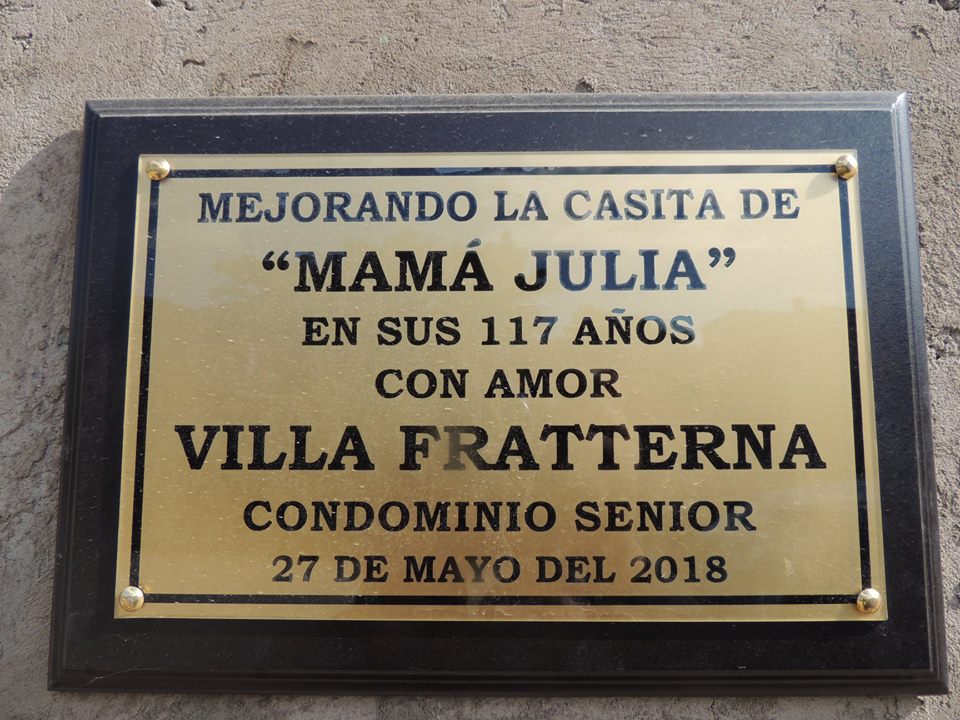 MEJORANDO LA CASITA DE
“MAMÁ JULIA”
EN SUS 117 AÑOS
CON AMOR
VILLA FRATTERNA
CONDOMINIO SENIOR
27 DE MAYO DEL 2018